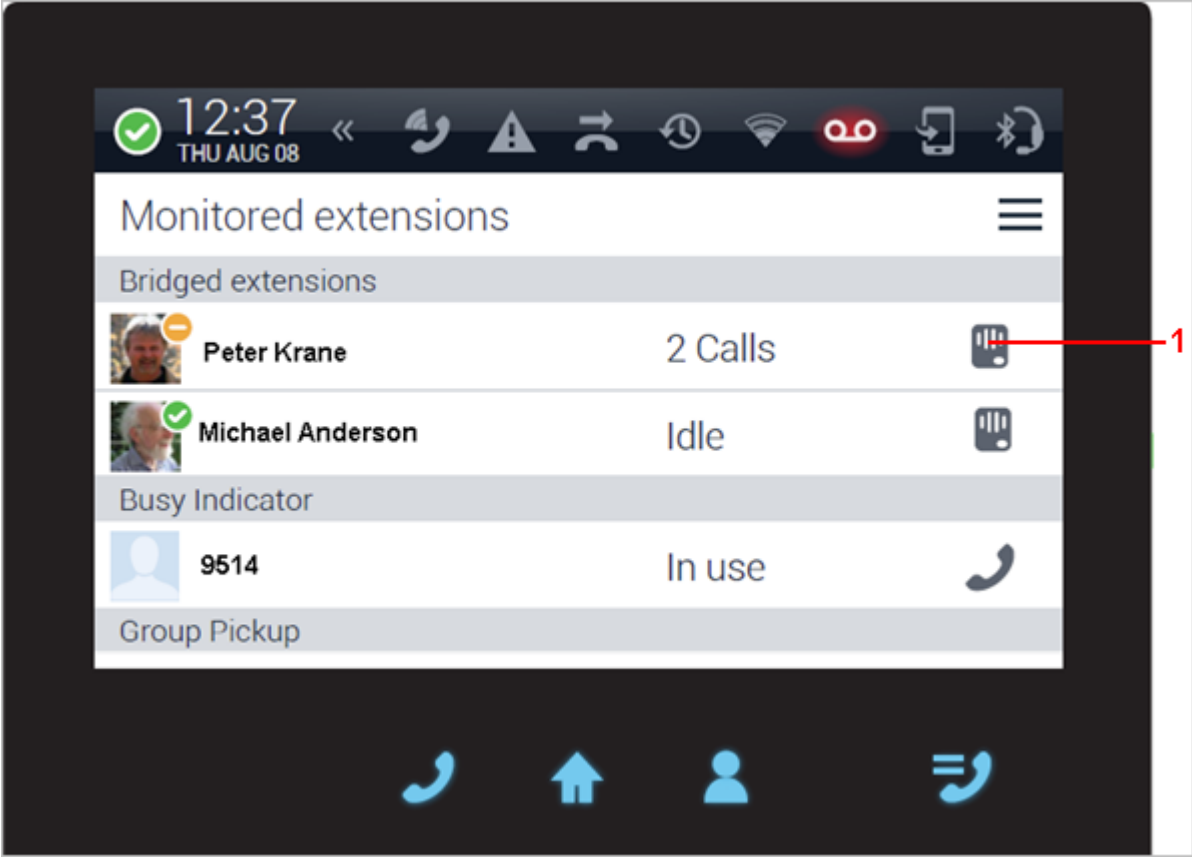 12:37
THU AUG 08
Monitored extensions
Bridged extensions
Peter Krane 2 Calls
1
Michael Anderson Idle
Busy Indicator
9514 In use
Group Pickup